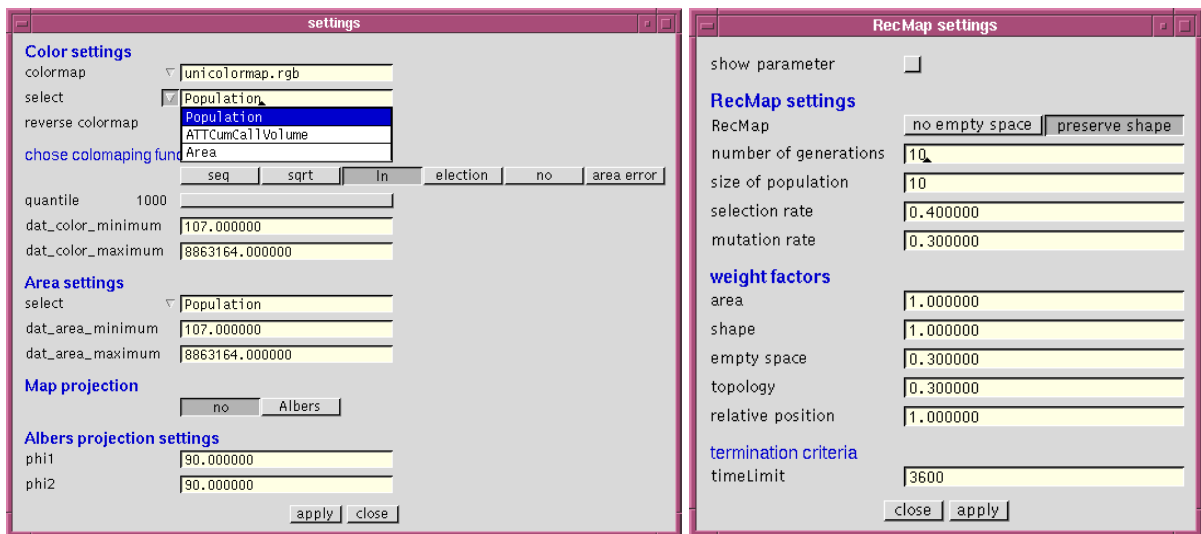 settings
Color settings
colormap unicolormap.rgb
select Population
Population
ATTCumCallVolume
Area
reverse colormap
chose colomaping func
seq sqrt ln election no area error
quantile 1000
dat_color_minimum 107.000000
dat_color_maximum 8863164.000000
Area settings
select Population
dat_area_minimum 107.000000
dat_area_maximum 8863164.000000
Map projection
no Albers
Albers projection settings
phi1 90.000000
phi2 90.000000
apply close
RecMap settings
show parameter
RecMap settings
RecMap no empty space preserve shape
number of generations 10
size of population 10
selection rate 0.400000
mutation rate 0.300000
weight factors
area 1.000000
shape 1.000000
empty space 0.300000
topology 0.300000
relative position 1.000000
termination criteria
timeLimit 3600
close apply